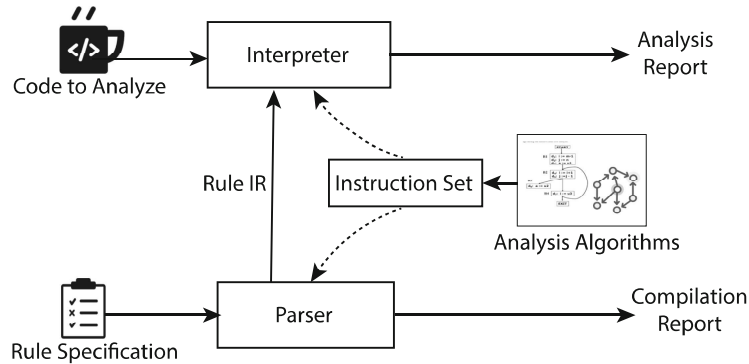 </>
Code to Analyze
Interpreter
Analysis
Report
Rule IR
Instruction Set
Analysis Algorithms
Rule Specification
Parser
Compilation
Report